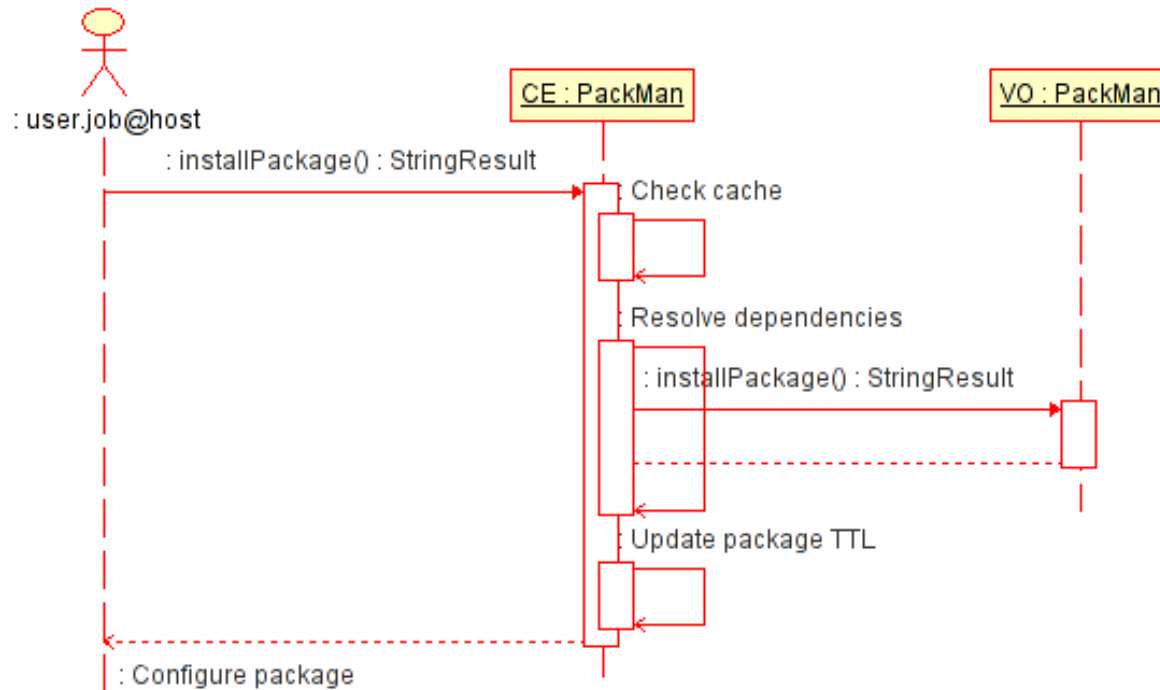 CE : PackMan
VO : PackMan
: user.job@host
: installPackage() : StringResult
: Check cache
: Resolve dependencies
: installPackage() : StringResult
: Update package TTL
: Configure package